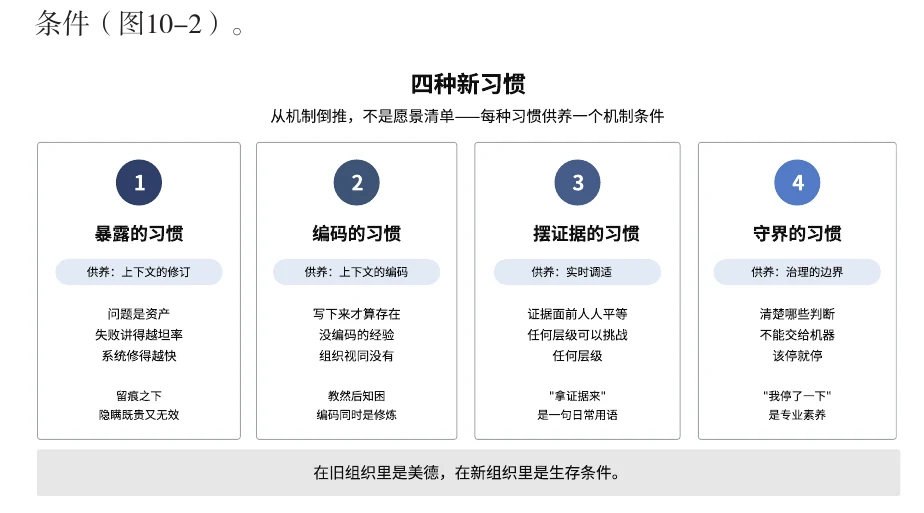 条件（图10-2）。
四种新习惯
从机制倒推，不是愿景清单——每种习惯供养一个机制条件
1
暴露的习惯
供养：上下文的修订
问题是资产
失败讲得越坦率
系统修得越快
留痕之下
隐瞒既贵又无效
2
编码的习惯
供养：上下文的编码
写下来才算存在
没编码的经验
组织视同没有
教然后知困
编码同时是修炼
3
摆证据的习惯
供养：实时调适
证据面前人人平等
任何层级可以挑战
任何层级
"拿证据来"
是一句日常用语
4
守界的习惯
供养：治理的边界
清楚哪些判断
不能交给机器
该停就停
"我停了一下"
是专业素养
在旧组织里是美德，在新组织里是生存条件。